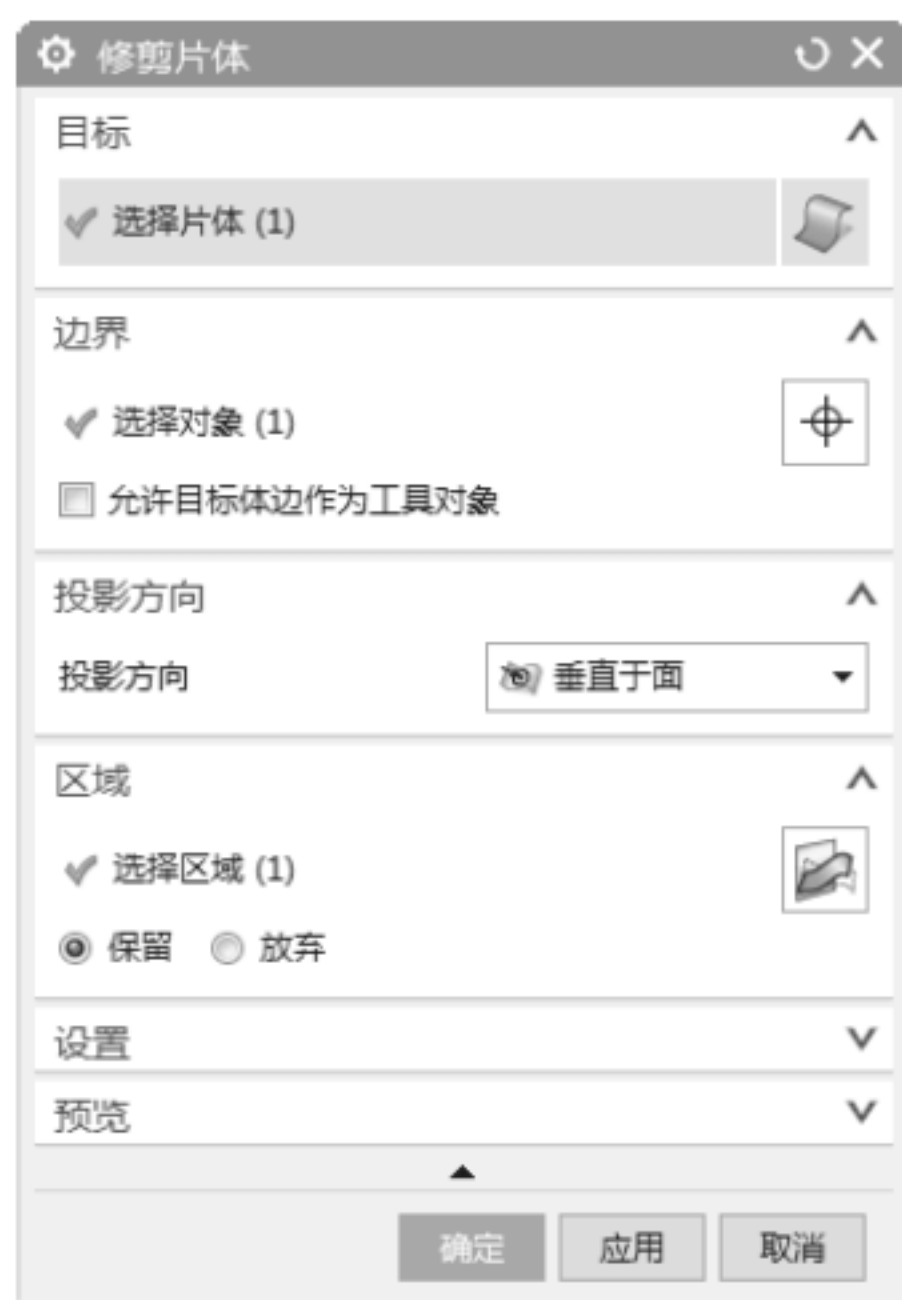 修剪片体
目标
选择片体 (1)
边界
选择对象 (1)
允许目标体边作为工具对象
投影方向
投影方向 垂直于面
区域
选择区域 (1)
保留 放弃
设置
预览
确定 应用 取消